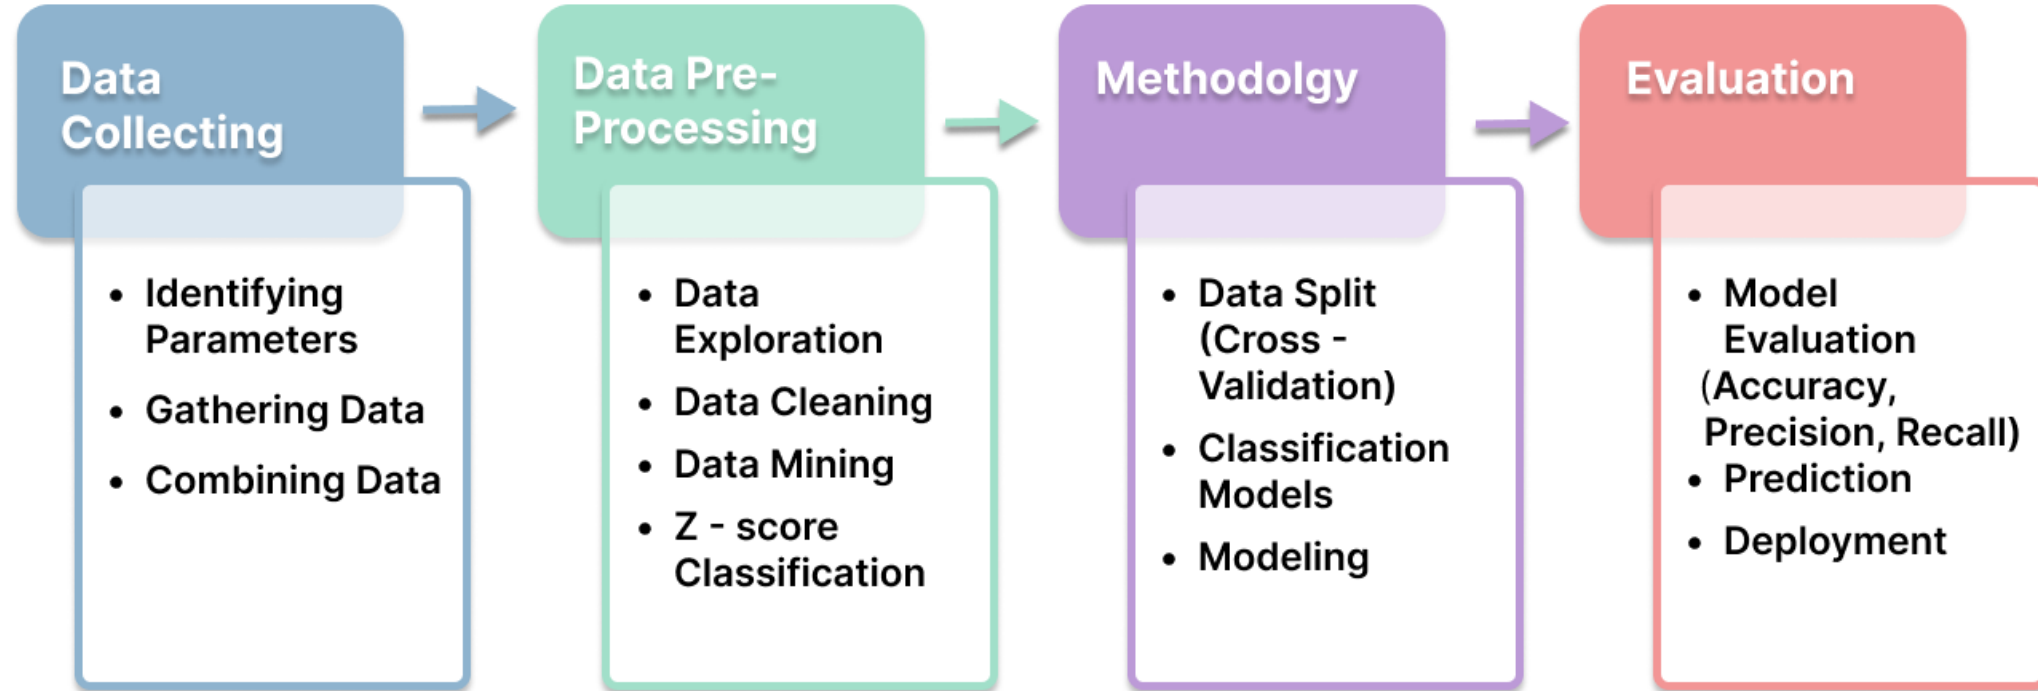 Data
Collecting
• Identifying
Parameters
• Gathering Data
• Combining Data
Data Pre-
Processing
• Data
Exploration
• Data Cleaning
• Data Mining
• Z - score
Classification
Methodolgy
• Data Split
(Cross -
Validation)
• Classification
Models
• Modeling
Evaluation
• Model
Evaluation
(Accuracy,
Precision, Recall)
• Prediction
• Deployment